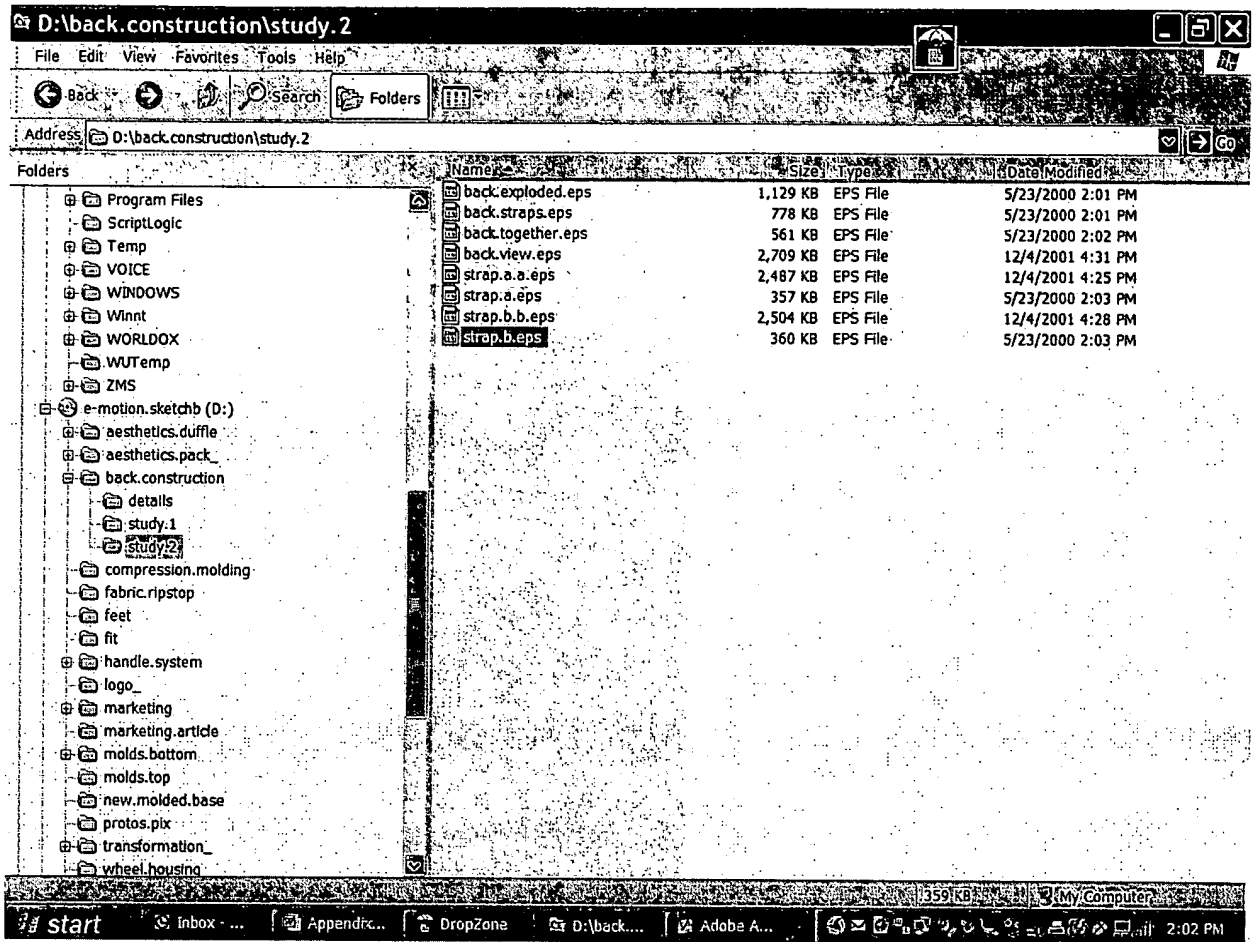 D:\back.construction\study.2
File Edit View Favorites Tools Help
Back Search Folders
Address D:\back.construction\study.2 Go
Folders
Name Size Type Date Modified
Program Files
ScriptLogic
Temp
VOICE
WINDOWS
Winnt
WORLDOX
WUTemp
ZMS
e-motion.sketchb (D:)
aesthetics.duffle
aesthetics.pack_
back.construction
details
study.1
study.2
compression.molding
fabric.ripstop
feet
fit
handle.system
logo_
marketing
marketing.article
molds.bottom
molds.top
new.molded.base
protos.pix
transformation_
wheel.housing
back.exploded.eps 1,129 KB EPS File 5/23/2000 2:01 PM
back.straps.eps 778 KB EPS File 5/23/2000 2:01 PM
back.together.eps 561 KB EPS File 5/23/2000 2:02 PM
back.view.eps 2,709 KB EPS File 12/4/2001 4:31 PM
strap.a.a.eps 2,487 KB EPS File 12/4/2001 4:25 PM
strap.a.eps 357 KB EPS File 5/23/2000 2:03 PM
strap.b.b.eps 2,504 KB EPS File 12/4/2001 4:28 PM
strap.b.eps 360 KB EPS File 5/23/2000 2:03 PM
359 KB My Computer
start Inbox - ... Appendix... DropZone D:\back.... Adobe A... 2:02 PM